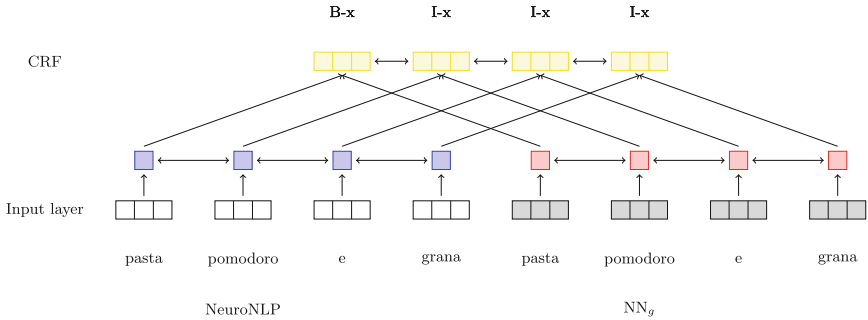 B-x I-x I-x I-x
CRF
Input layer
pasta pomodoro e grana pasta pomodoro e grana
NeuroNLP NN_g